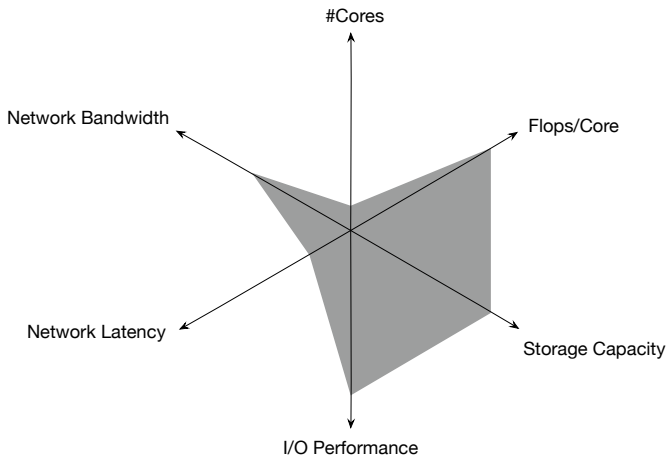 #Cores
Network Bandwidth
Flops/Core
Network Latency
Storage Capacity
I/O Performance